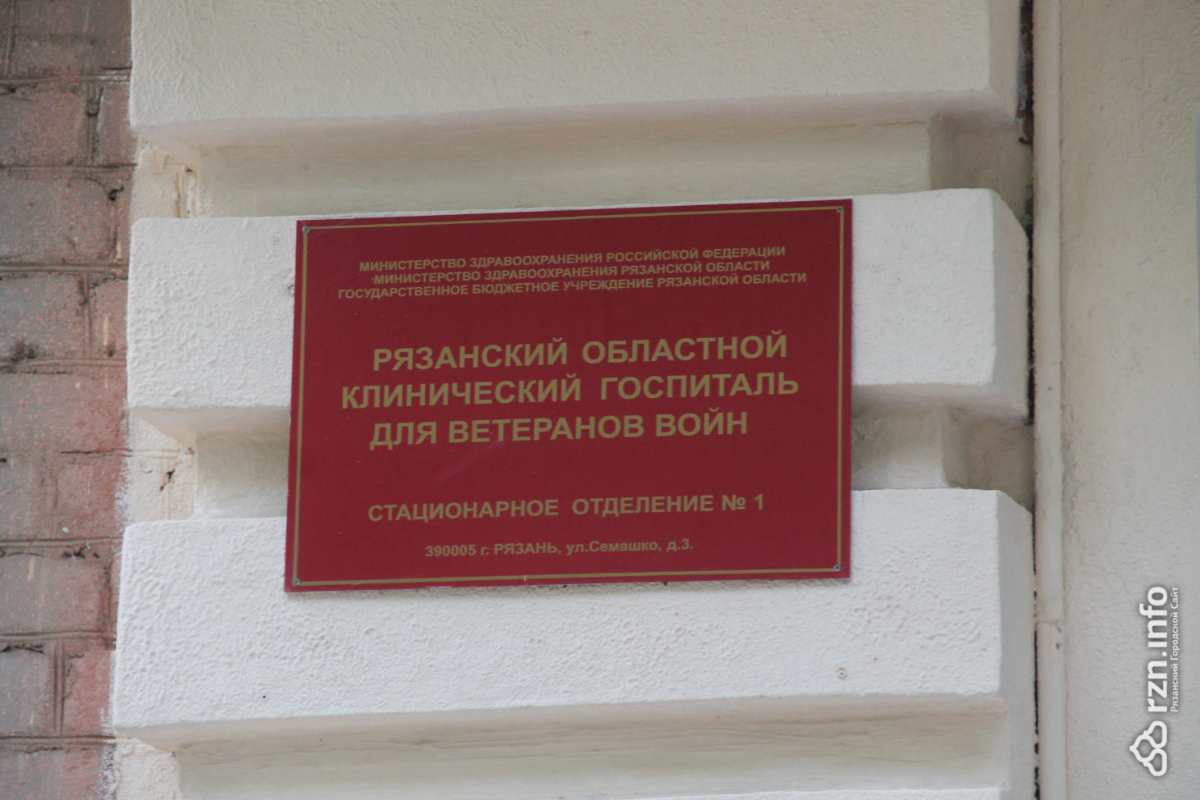 МИНИСТЕРСТВО ЗДРАВООХРАНЕНИЯ РОССИЙСКОЙ ФЕДЕРАЦИИ
МИНИСТЕРСТВО ЗДРАВООХРАНЕНИЯ РЯЗАНСКОЙ ОБЛАСТИ
ГОСУДАРСТВЕННОЕ БЮДЖЕТНОЕ УЧРЕЖДЕНИЕ РЯЗАНСКОЙ ОБЛАСТИ
РЯЗАНСКИЙ ОБЛАСТНОЙ
КЛИНИЧЕСКИЙ ГОСПИТАЛЬ
ДЛЯ ВЕТЕРАНОВ ВОЙН
СТАЦИОНАРНОЕ ОТДЕЛЕНИЕ № 1
390005 г. РЯЗАНЬ, ул.Семашко, д.3.
rzn.info
Рязанский Городской Сайт